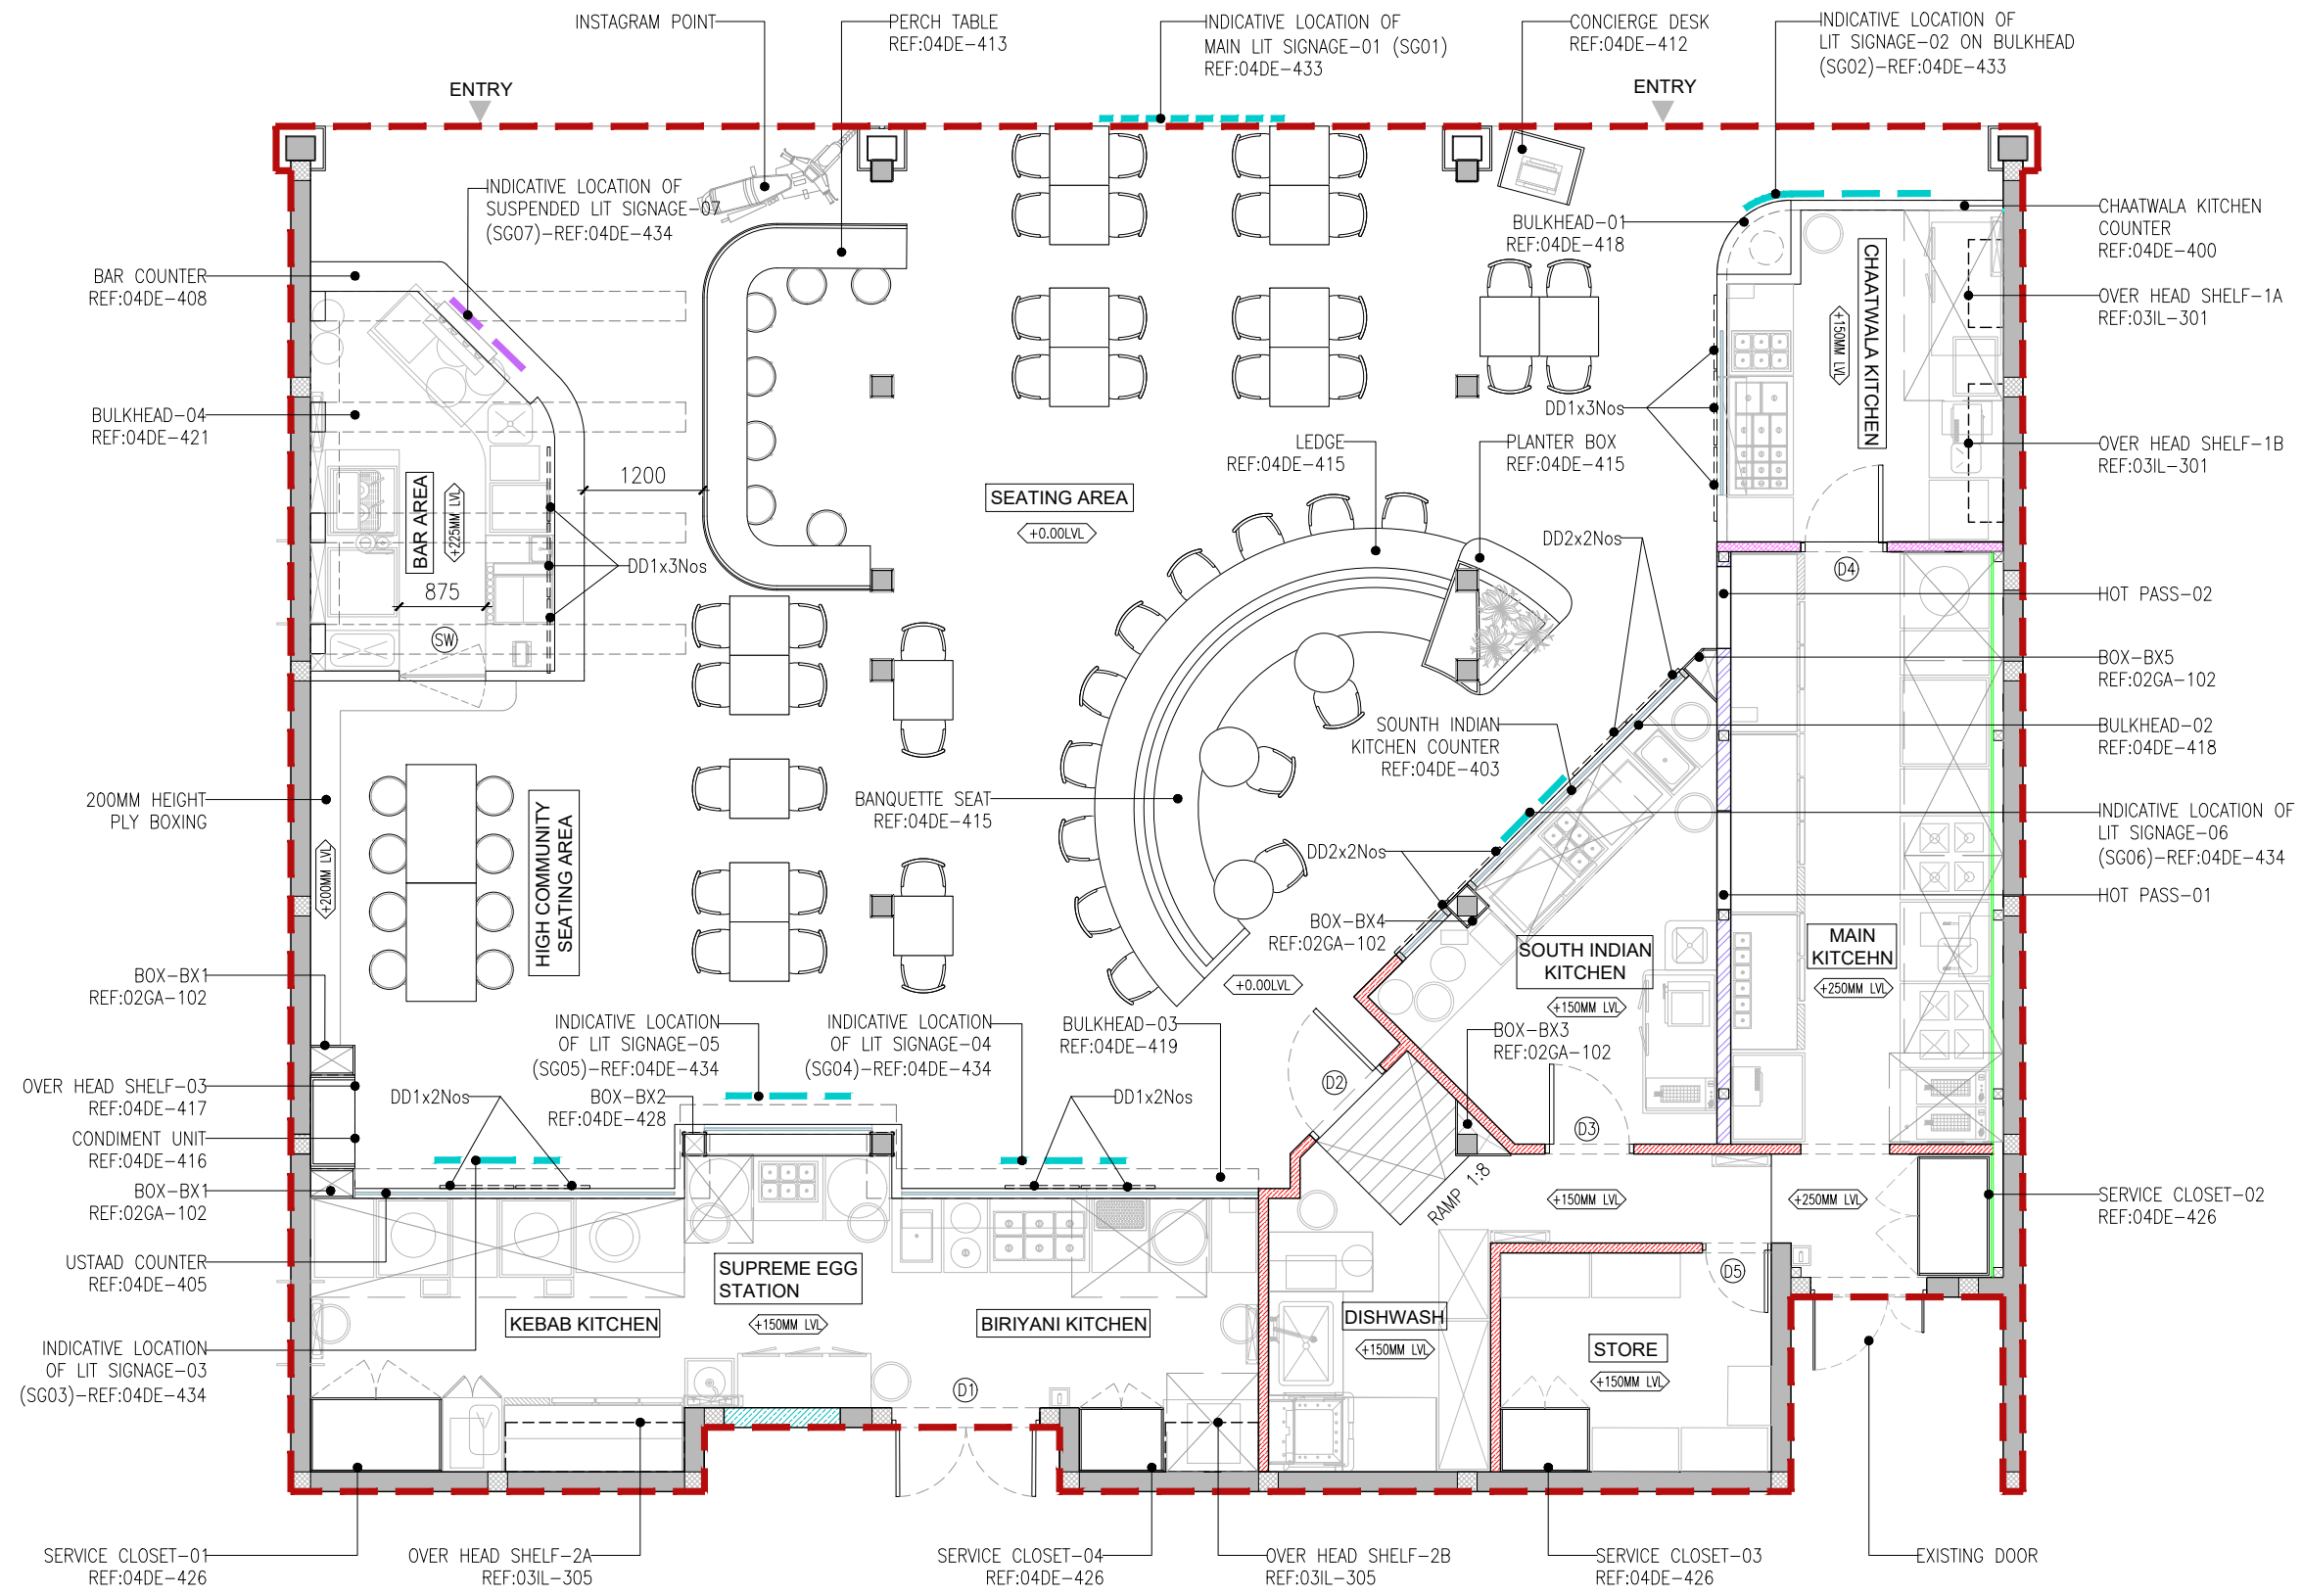 INSTAGRAM POINT
PERCH TABLE
REF:04DE-413
INDICATIVE LOCATION OF
MAIN LIT SIGNAGE-01 (SG01)
REF:04DE-433
CONCIERGE DESK
REF:04DE-412
INDICATIVE LOCATION OF
LIT SIGNAGE-02 ON BULKHEAD
(SG02)-REF:04DE-433
ENTRY
ENTRY
INDICATIVE LOCATION OF
SUSPENDED LIT SIGNAGE-07
(SG07)-REF:04DE-434
BULKHEAD-01
REF:04DE-418
CHAATWALA KITCHEN
COUNTER
REF:04DE-400
BAR COUNTER
REF:04DE-408
OVER HEAD SHELF-1A
REF:03IL-301
CHAATWALA KITCHEN
+150MM LVL
BULKHEAD-04
REF:04DE-421
DD1x3Nos
LEDGE
REF:04DE-415
PLANTER BOX
REF:04DE-415
OVER HEAD SHELF-1B
REF:03IL-301
1200
SEATING AREA
+0.00LVL
BAR AREA
+225MM LVL
DD1x3Nos
DD2x2Nos
D4
875
SW
HOT PASS-02
BOX-BX5
REF:02GA-102
SOUNTH INDIAN
KITCHEN COUNTER
REF:04DE-403
BULKHEAD-02
REF:04DE-418
200MM HEIGHT
PLY BOXING
+200MM LVL
HIGH COMMUNITY
SEATING AREA
BANQUETTE SEAT
REF:04DE-415
INDICATIVE LOCATION OF
LIT SIGNAGE-06
(SG06)-REF:04DE-434
DD2x2Nos
HOT PASS-01
BOX-BX4
REF:02GA-102
SOUTH INDIAN
KITCHEN
+150MM LVL
MAIN
KITCEHN
+250MM LVL
BOX-BX1
REF:02GA-102
+0.00LVL
INDICATIVE LOCATION
OF LIT SIGNAGE-05
(SG05)-REF:04DE-434
INDICATIVE LOCATION
OF LIT SIGNAGE-04
(SG04)-REF:04DE-434
BULKHEAD-03
REF:04DE-419
BOX-BX3
REF:02GA-102
OVER HEAD SHELF-03
REF:04DE-417
DD1x2Nos
BOX-BX2
REF:04DE-428
DD1x2Nos
D2
D3
CONDIMENT UNIT
REF:04DE-416
BOX-BX1
REF:02GA-102
RAMP 1:8
+150MM LVL
+250MM LVL
SERVICE CLOSET-02
REF:04DE-426
USTAAD COUNTER
REF:04DE-405
SUPREME EGG
STATION
+150MM LVL
D5
KEBAB KITCHEN
BIRIYANI KITCHEN
DISHWASH
+150MM LVL
STORE
+150MM LVL
INDICATIVE LOCATION
OF LIT SIGNAGE-03
(SG03)-REF:04DE-434
D1
SERVICE CLOSET-01
REF:04DE-426
OVER HEAD SHELF-2A
REF:03IL-305
SERVICE CLOSET-04
REF:04DE-426
OVER HEAD SHELF-2B
REF:03IL-305
SERVICE CLOSET-03
REF:04DE-426
EXISTING DOOR